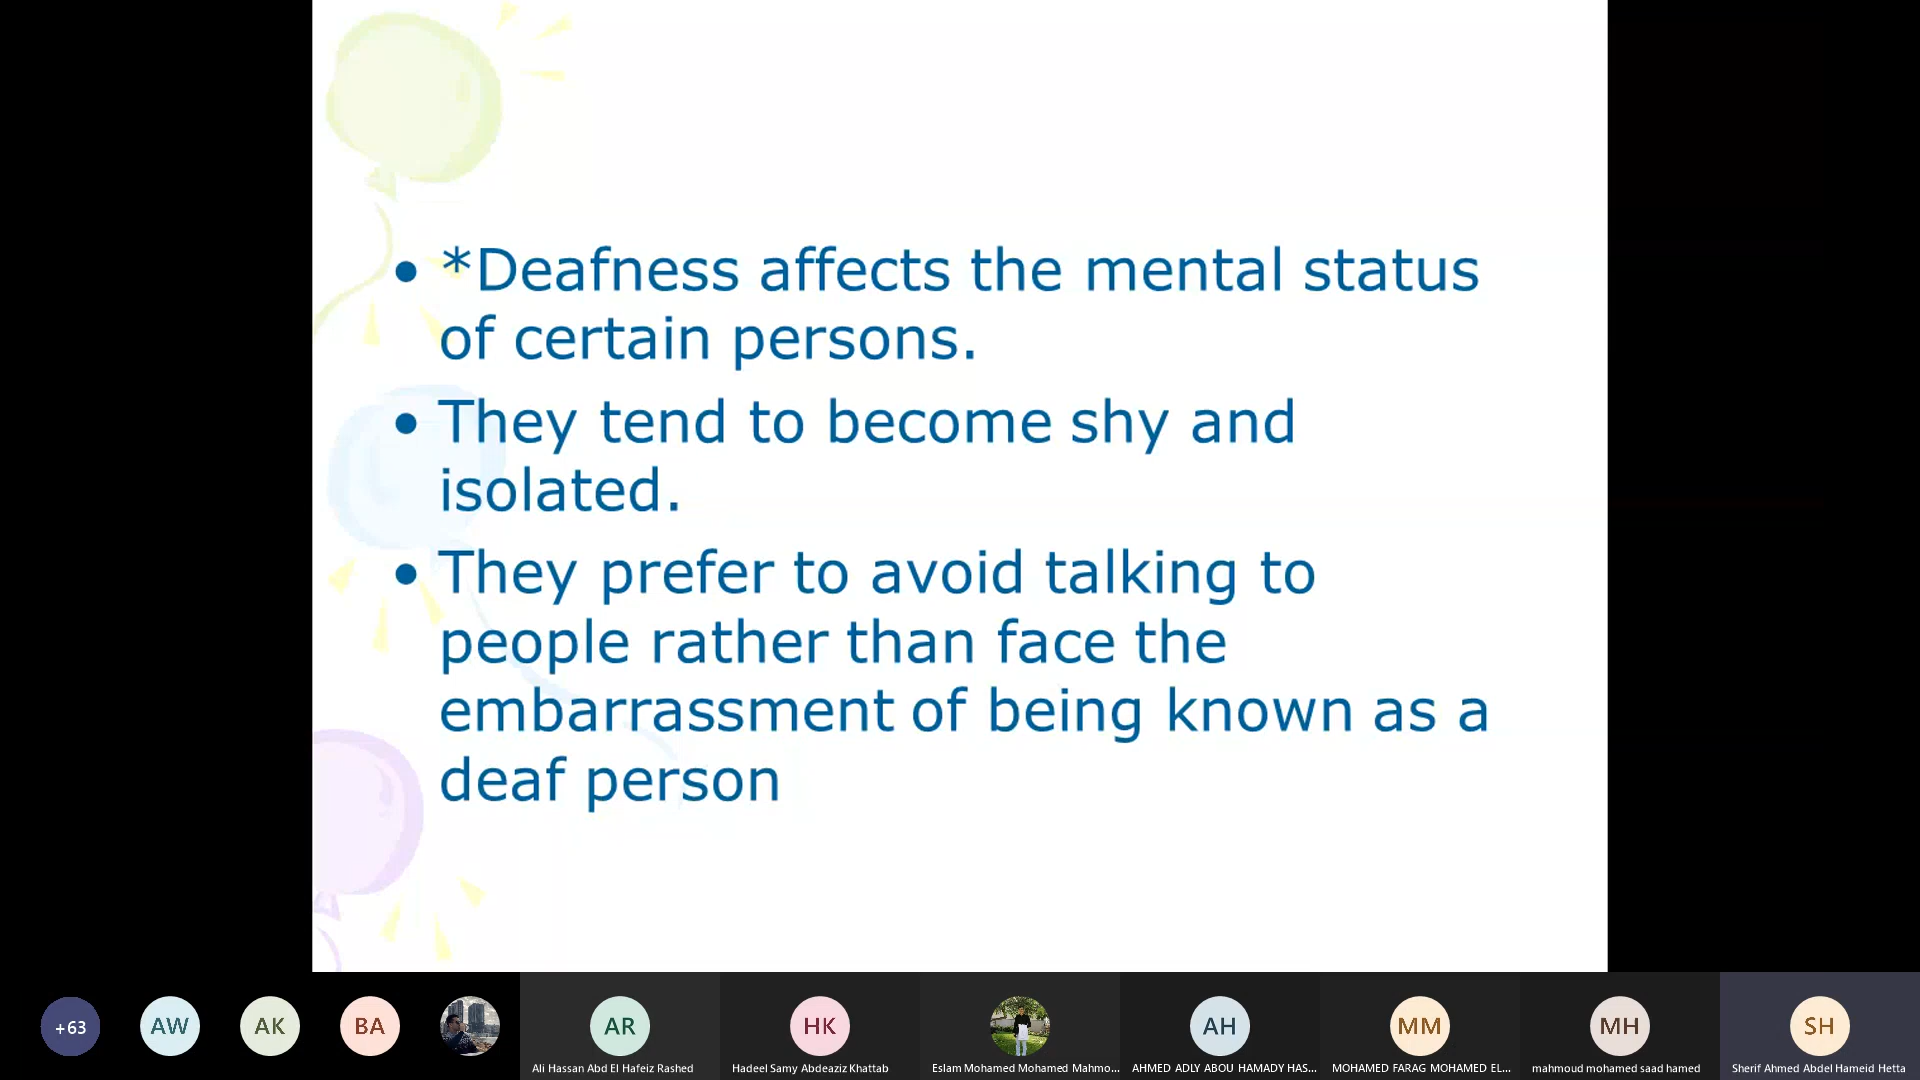 • *Deafness affects the mental status
of certain persons.
• They tend to become shy and
isolated.
• They prefer to avoid talking to
people rather than face the
embarrassment of being known as a
deaf person
+63
AW
AK
BA
AR
HK
AH
MM
MH
SH
Ali Hassan Abd El Hafeiz Rashed
Hadeel Samy Abdeaziz Khattab
Eslam Mohamed Mohamed Mahmo...
AHMED ADLY ABOU HAMADY HAS...
MOHAMED FARAG MOHAMED EL...
mahmoud mohamed saad hamed
Sherif Ahmed Abdel Hameid Hetta